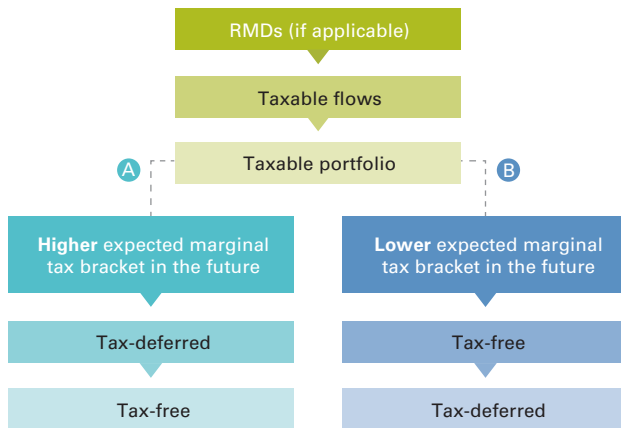 RMDs (if applicable)
Taxable flows
Taxable portfolio
A
B
Higher expected marginal
tax bracket in the future
Lower expected marginal
tax bracket in the future
Tax-deferred
Tax-free
Tax-free
Tax-deferred